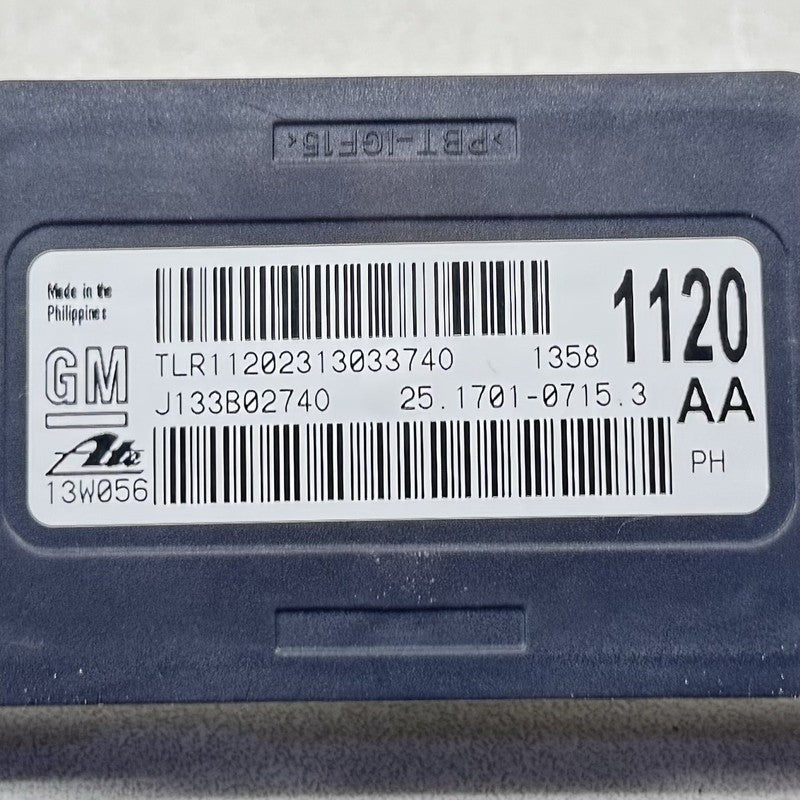 >PBT-IGF15<
Made in the
Philippines
GM
Ate
13W056
TLR11202313033740 1358
J133B02740 25.1701-0715.3
1120
AA
PH